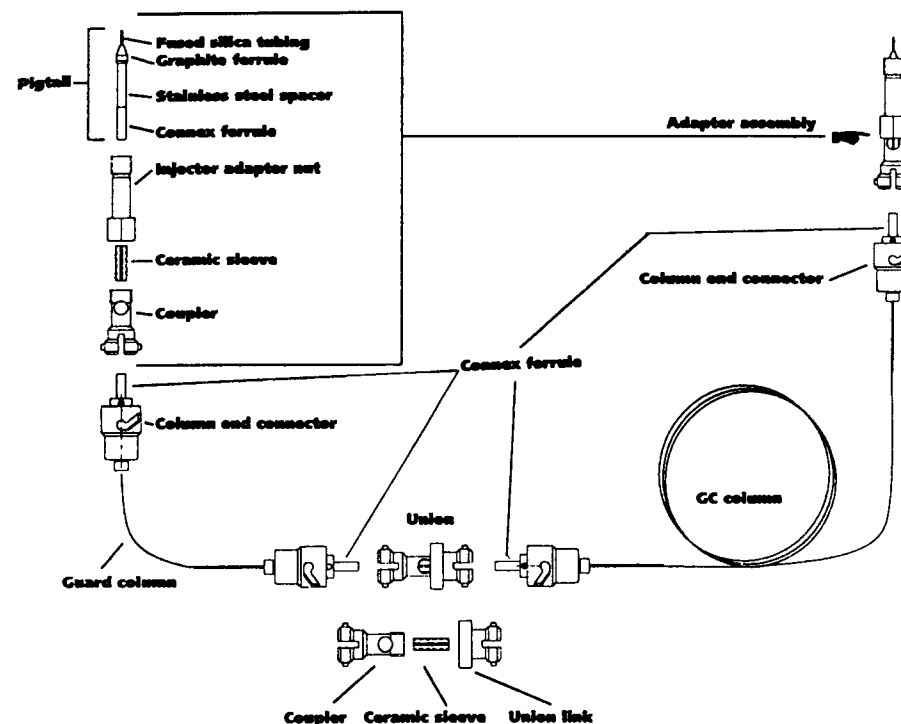 Fused silica tubing
Graphite ferrule
Pigtail
Stainless steel spacer
Connex ferrule
Adapter assembly
Injector adapter nut
Ceramic sleeve
Column end connector
Coupler
Connex ferrule
Column end connector
GC column
Union
Guard column
Coupler
Ceramic sleeve
Union link